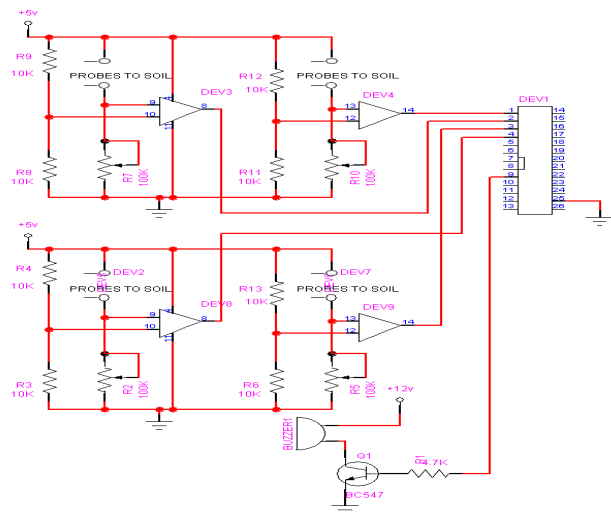 +5v
R9
10K
PROBES TO SOIL
DEV3
4
9
10
8
11
R8
10K
R7
100K
R12
10K
PROBES TO SOIL
DEV4
13
12
14
R11
10K
R10
100K
DEV1
1
2
3
4
5
6
7
8
9
10
11
12
13
14
15
16
17
18
19
20
21
22
23
24
25
26
+5v
R4
10K
DEV2
PROBES TO SOIL
DEV8
4
9
10
8
11
R3
10K
R2
100K
R13
10K
DEV7
PROBES TO SOIL
DEV9
13
12
14
R6
10K
R5
100K
+12v
BUZZER1
Q1
BC547
R1
4.7K